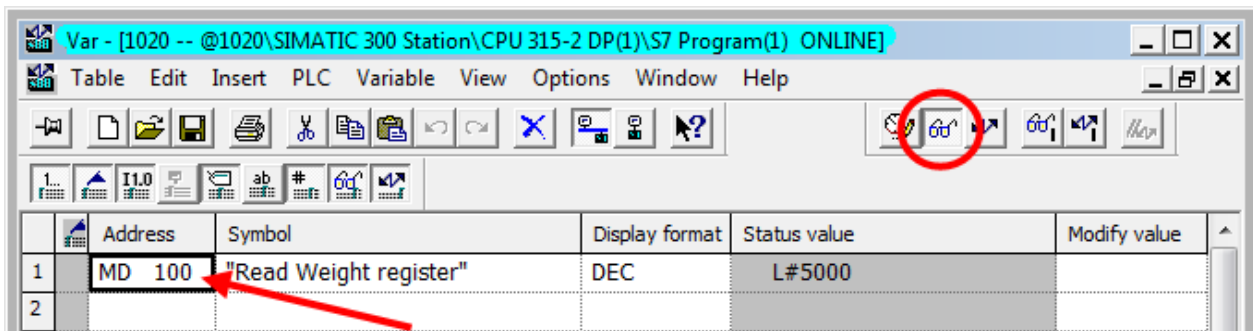 Var - [1020 -- @1020\SIMATIC 300 Station\CPU 315-2 DP(1)\S7 Program(1) ONLINE]
Table Edit Insert PLC Variable View Options Window Help
Address Symbol Display format Status value Modify value
1 MD 100 "Read Weight register" DEC L#5000
2